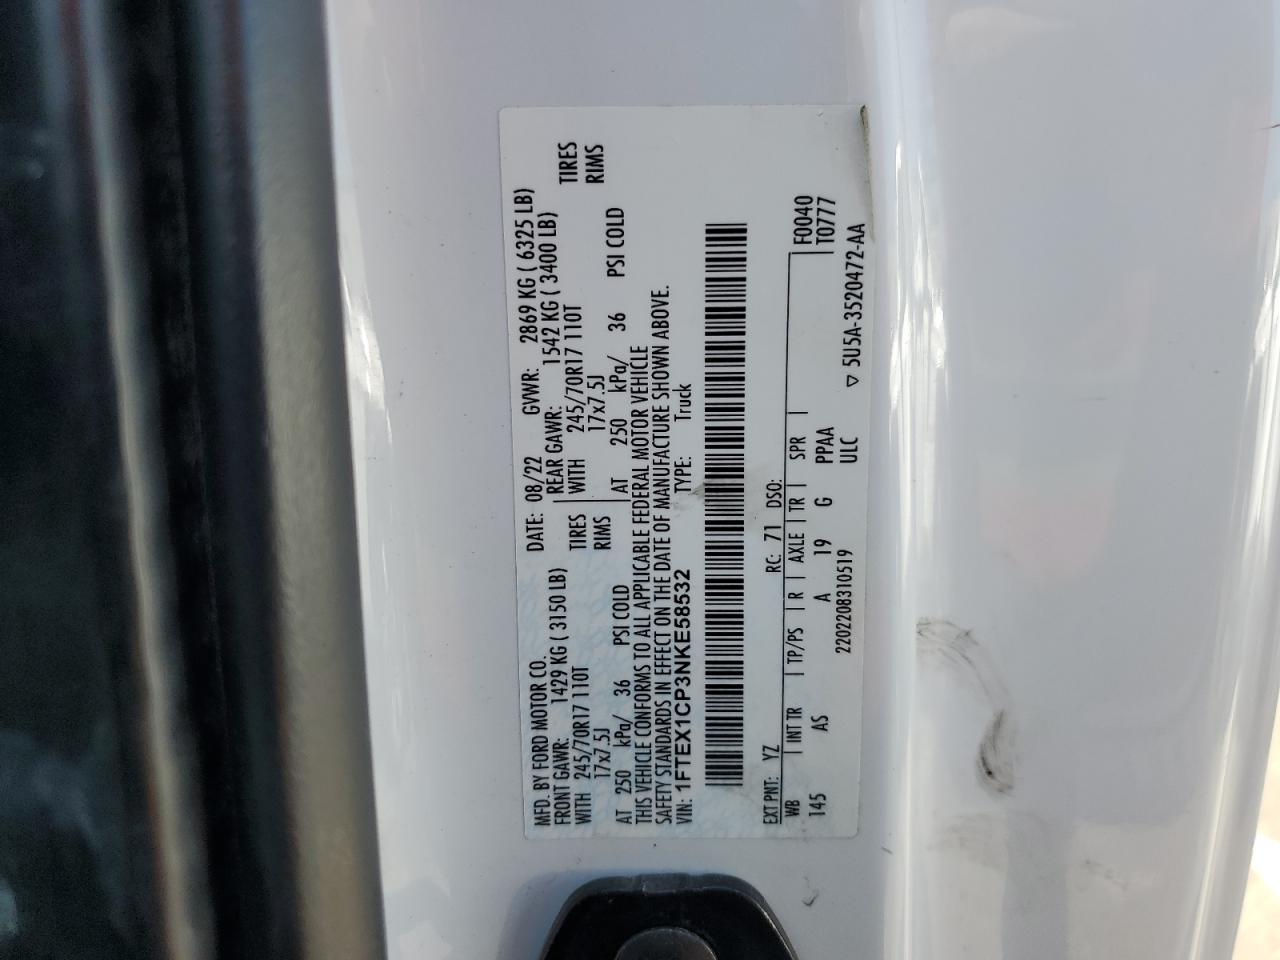 MFD. BY FORD MOTOR CO. DATE: 08/22 GVWR: 2869 KG ( 6325 LB)
FRONT GAWR: 1429 KG ( 3150 LB) REAR GAWR: 1542 KG ( 3400 LB)
WITH 245/70R17 110T TIRES WITH 245/70R17 110T TIRES
17x7.5J RIMS 17x7.5J RIMS
AT 250 kPa/ 36 PSI COLD AT 250 kPa/ 36 PSI COLD
THIS VEHICLE CONFORMS TO ALL APPLICABLE FEDERAL MOTOR VEHICLE
SAFETY STANDARDS IN EFFECT ON THE DATE OF MANUFACTURE SHOWN ABOVE.
VIN: 1FTEX1CP3NKE58532 TYPE: Truck
EXT PNT: YZ RC: 71 DSO:
WB INT TR TP/PS R AXLE TR SPR F0040
145 AS A 19 G PPAA T0777
2202208310519 ULC ▽ 5U5A-3520472-AA